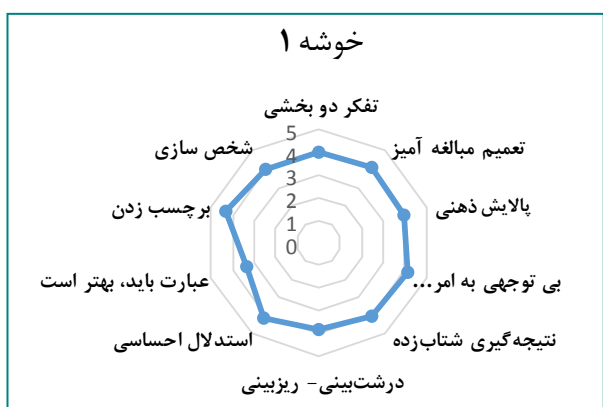 خوشه ۱
تفکر دو بخشی
تعمیم مبالغه آمیز
پالایش ذهنی
بی توجهی به امر...
نتیجه‌گیری شتاب‌زده
درشت‌بینی- ریزبینی
استدلال احساسی
عبارت باید، بهتر است
برچسب زدن
شخص سازی
5
4
3
2
1
0